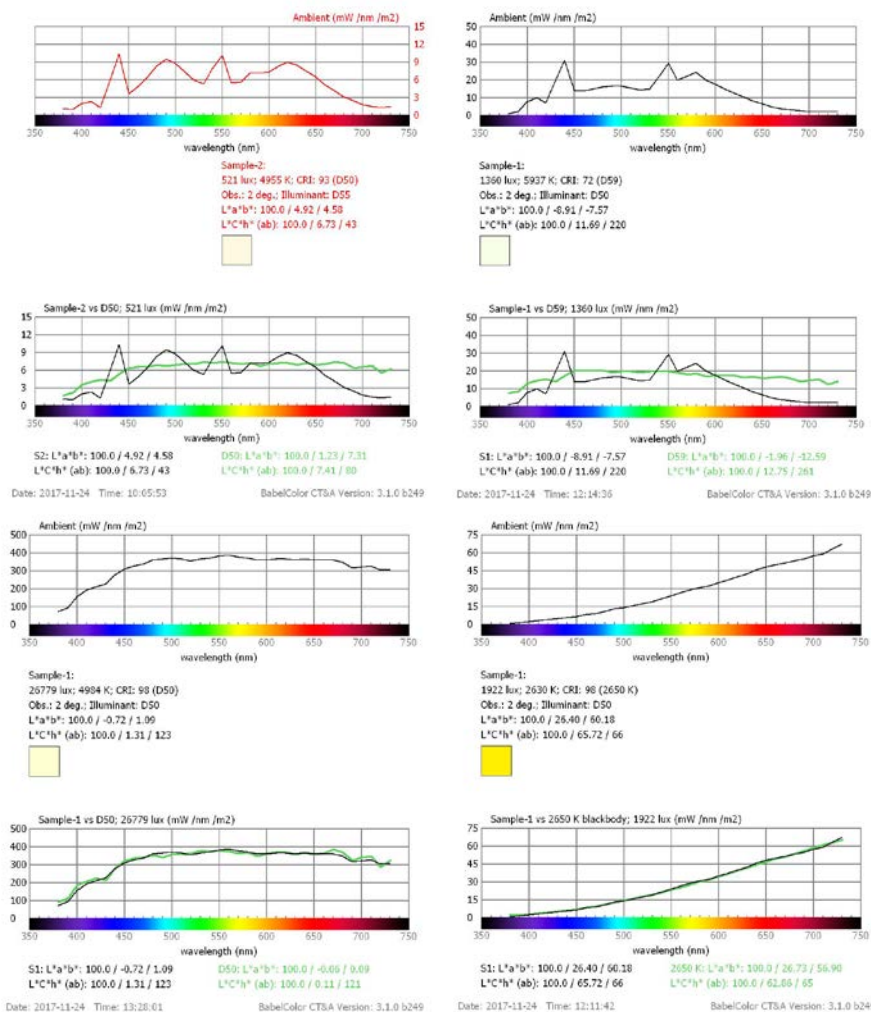 Ambient (mW /nm /m2)
15
12
9
6
3
0
350 400 450 500 550 600 650 700 750
wavelength (nm)
Sample-2:
521 lux; 4955 K; CRI: 93 (D50)
Obs.: 2 deg.; Illuminant: D55
L*a*b*: 100.0 / 4.92 / 4.58
L*C*h* (ab): 100.0 / 6.73 / 43
Sample-2 vs D50; 521 lux (mW /nm /m2)
15
12
9
6
3
0
350 400 450 500 550 600 650 700 750
wavelength (nm)
S2: L*a*b*: 100.0 / 4.92 / 4.58 D50: L*a*b*: 100.0 / 1.23 / 7.31
L*C*h* (ab): 100.0 / 6.73 / 43 L*C*h* (ab): 100.0 / 7.41 / 80
Date: 2017-11-24 Time: 10:05:53 BabelColor CT&A Version: 3.1.0 b249
Ambient (mW /nm /m2)
50
40
30
20
10
0
350 400 450 500 550 600 650 700 750
wavelength (nm)
Sample-1:
1360 lux; 5937 K; CRI: 72 (D59)
Obs.: 2 deg.; Illuminant: D50
L*a*b*: 100.0 / -8.91 / -7.57
L*C*h* (ab): 100.0 / 11.69 / 220
Sample-1 vs D59; 1360 lux (mW /nm /m2)
50
40
30
20
10
0
350 400 450 500 550 600 650 700 750
wavelength (nm)
S1: L*a*b*: 100.0 / -8.91 / -7.57 D59: L*a*b*: 100.0 / -1.96 / -12.59
L*C*h* (ab): 100.0 / 11.69 / 220 L*C*h* (ab): 100.0 / 12.75 / 261
Date: 2017-11-24 Time: 12:14:36 BabelColor CT&A Version: 3.1.0 b249
Ambient (mW /nm /m2)
500
400
300
200
100
0
350 400 450 500 550 600 650 700 750
wavelength (nm)
Sample-1:
26779 lux; 4984 K; CRI: 98 (D50)
Obs.: 2 deg.; Illuminant: D50
L*a*b*: 100.0 / -0.72 / 1.09
L*C*h* (ab): 100.0 / 1.31 / 123
Sample-1 vs D50; 26779 lux (mW /nm /m2)
500
400
300
200
100
0
350 400 450 500 550 600 650 700 750
wavelength (nm)
S1: L*a*b*: 100.0 / -0.72 / 1.09 D50: L*a*b*: 100.0 / -0.06 / 0.09
L*C*h* (ab): 100.0 / 1.31 / 123 L*C*h* (ab): 100.0 / 0.11 / 121
Date: 2017-11-24 Time: 13:28:01 BabelColor CT&A Version: 3.1.0 b249
Ambient (mW /nm /m2)
75
60
45
30
15
0
350 400 450 500 550 600 650 700 750
wavelength (nm)
Sample-1:
1922 lux; 2630 K; CRI: 98 (2650 K)
Obs.: 2 deg.; Illuminant: D50
L*a*b*: 100.0 / 26.40 / 60.18
L*C*h* (ab): 100.0 / 65.72 / 66
Sample-1 vs 2650 K blackbody; 1922 lux (mW /nm /m2)
75
60
45
30
15
0
350 400 450 500 550 600 650 700 750
wavelength (nm)
S1: L*a*b*: 100.0 / 26.40 / 60.18 2650 K: L*a*b*: 100.0 / 26.73 / 56.90
L*C*h* (ab): 100.0 / 65.72 / 66 L*C*h* (ab): 100.0 / 62.86 / 65
Date: 2017-11-24 Time: 12:11:42 BabelColor CT&A Version: 3.1.0 b249